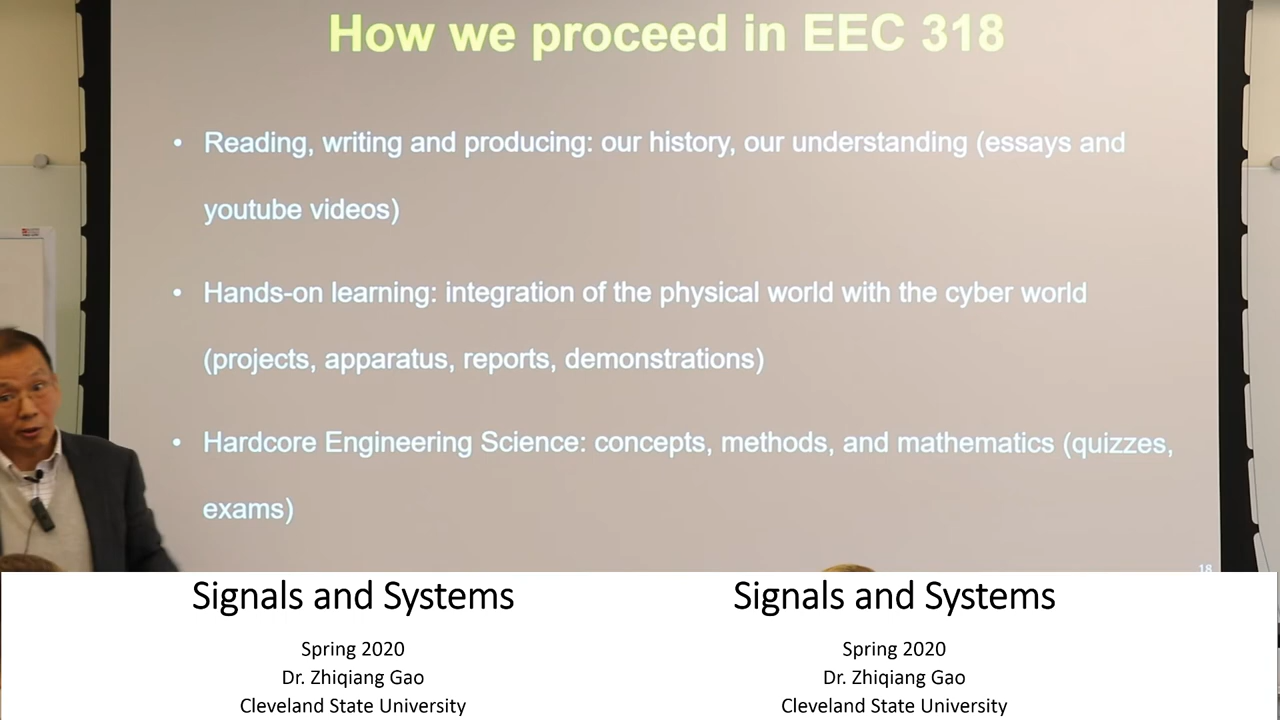 How we proceed in EEC 318
• Reading, writing and producing: our history, our understanding (essays and
youtube videos)
• Hands-on learning: integration of the physical world with the cyber world
(projects, apparatus, reports, demonstrations)
• Hardcore Engineering Science: concepts, methods, and mathematics (quizzes,
exams)
18
Signals and Systems
Spring 2020
Dr. Zhiqiang Gao
Cleveland State University
Signals and Systems
Spring 2020
Dr. Zhiqiang Gao
Cleveland State University